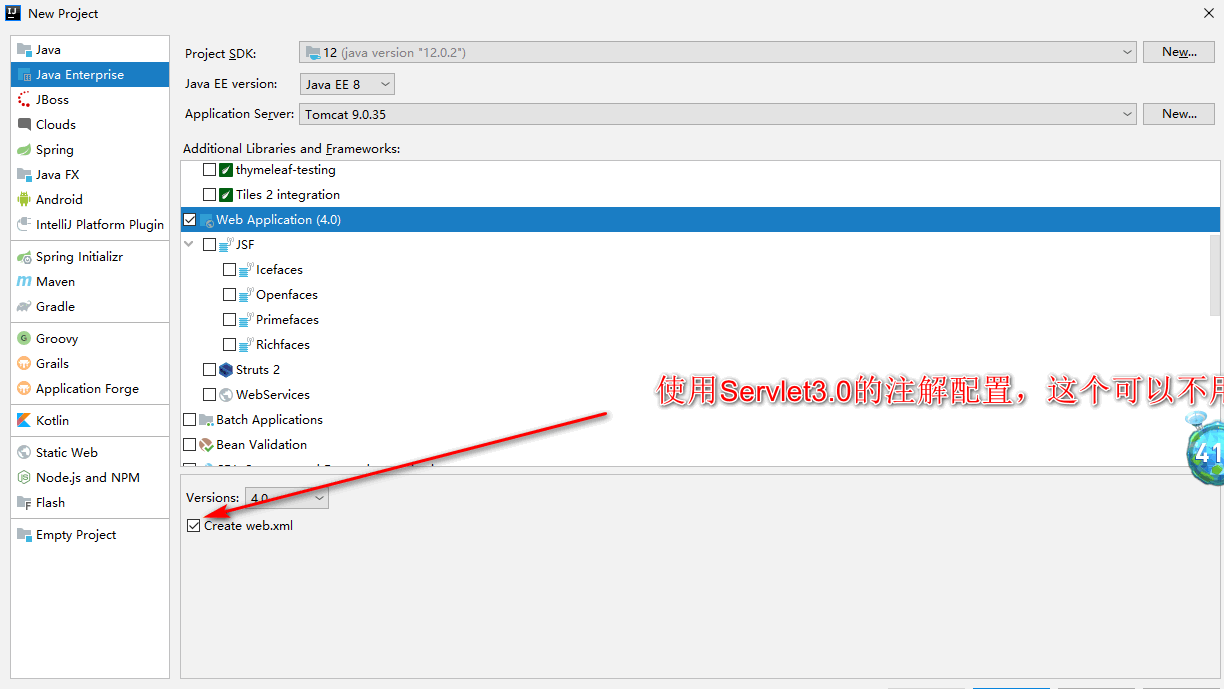 New Project
Java
Java Enterprise
JBoss
Clouds
Spring
Java FX
Android
IntelliJ Platform Plugin
Spring Initializr
Maven
Gradle
Groovy
Grails
Application Forge
Kotlin
Static Web
Node.js and NPM
Flash
Empty Project
Project SDK: 12 (java version "12.0.2") New...
Java EE version: Java EE 8
Application Server: Tomcat 9.0.35 New...
Additional Libraries and Frameworks:
thymeleaf-testing
Tiles 2 integration
Web Application (4.0)
JSF
Icefaces
Openfaces
Primefaces
Richfaces
Struts 2
WebServices
使用Servlet3.0的注解配置，这个可以不用
Batch Applications
Bean Validation
41
Versions: 4.0
Create web.xml